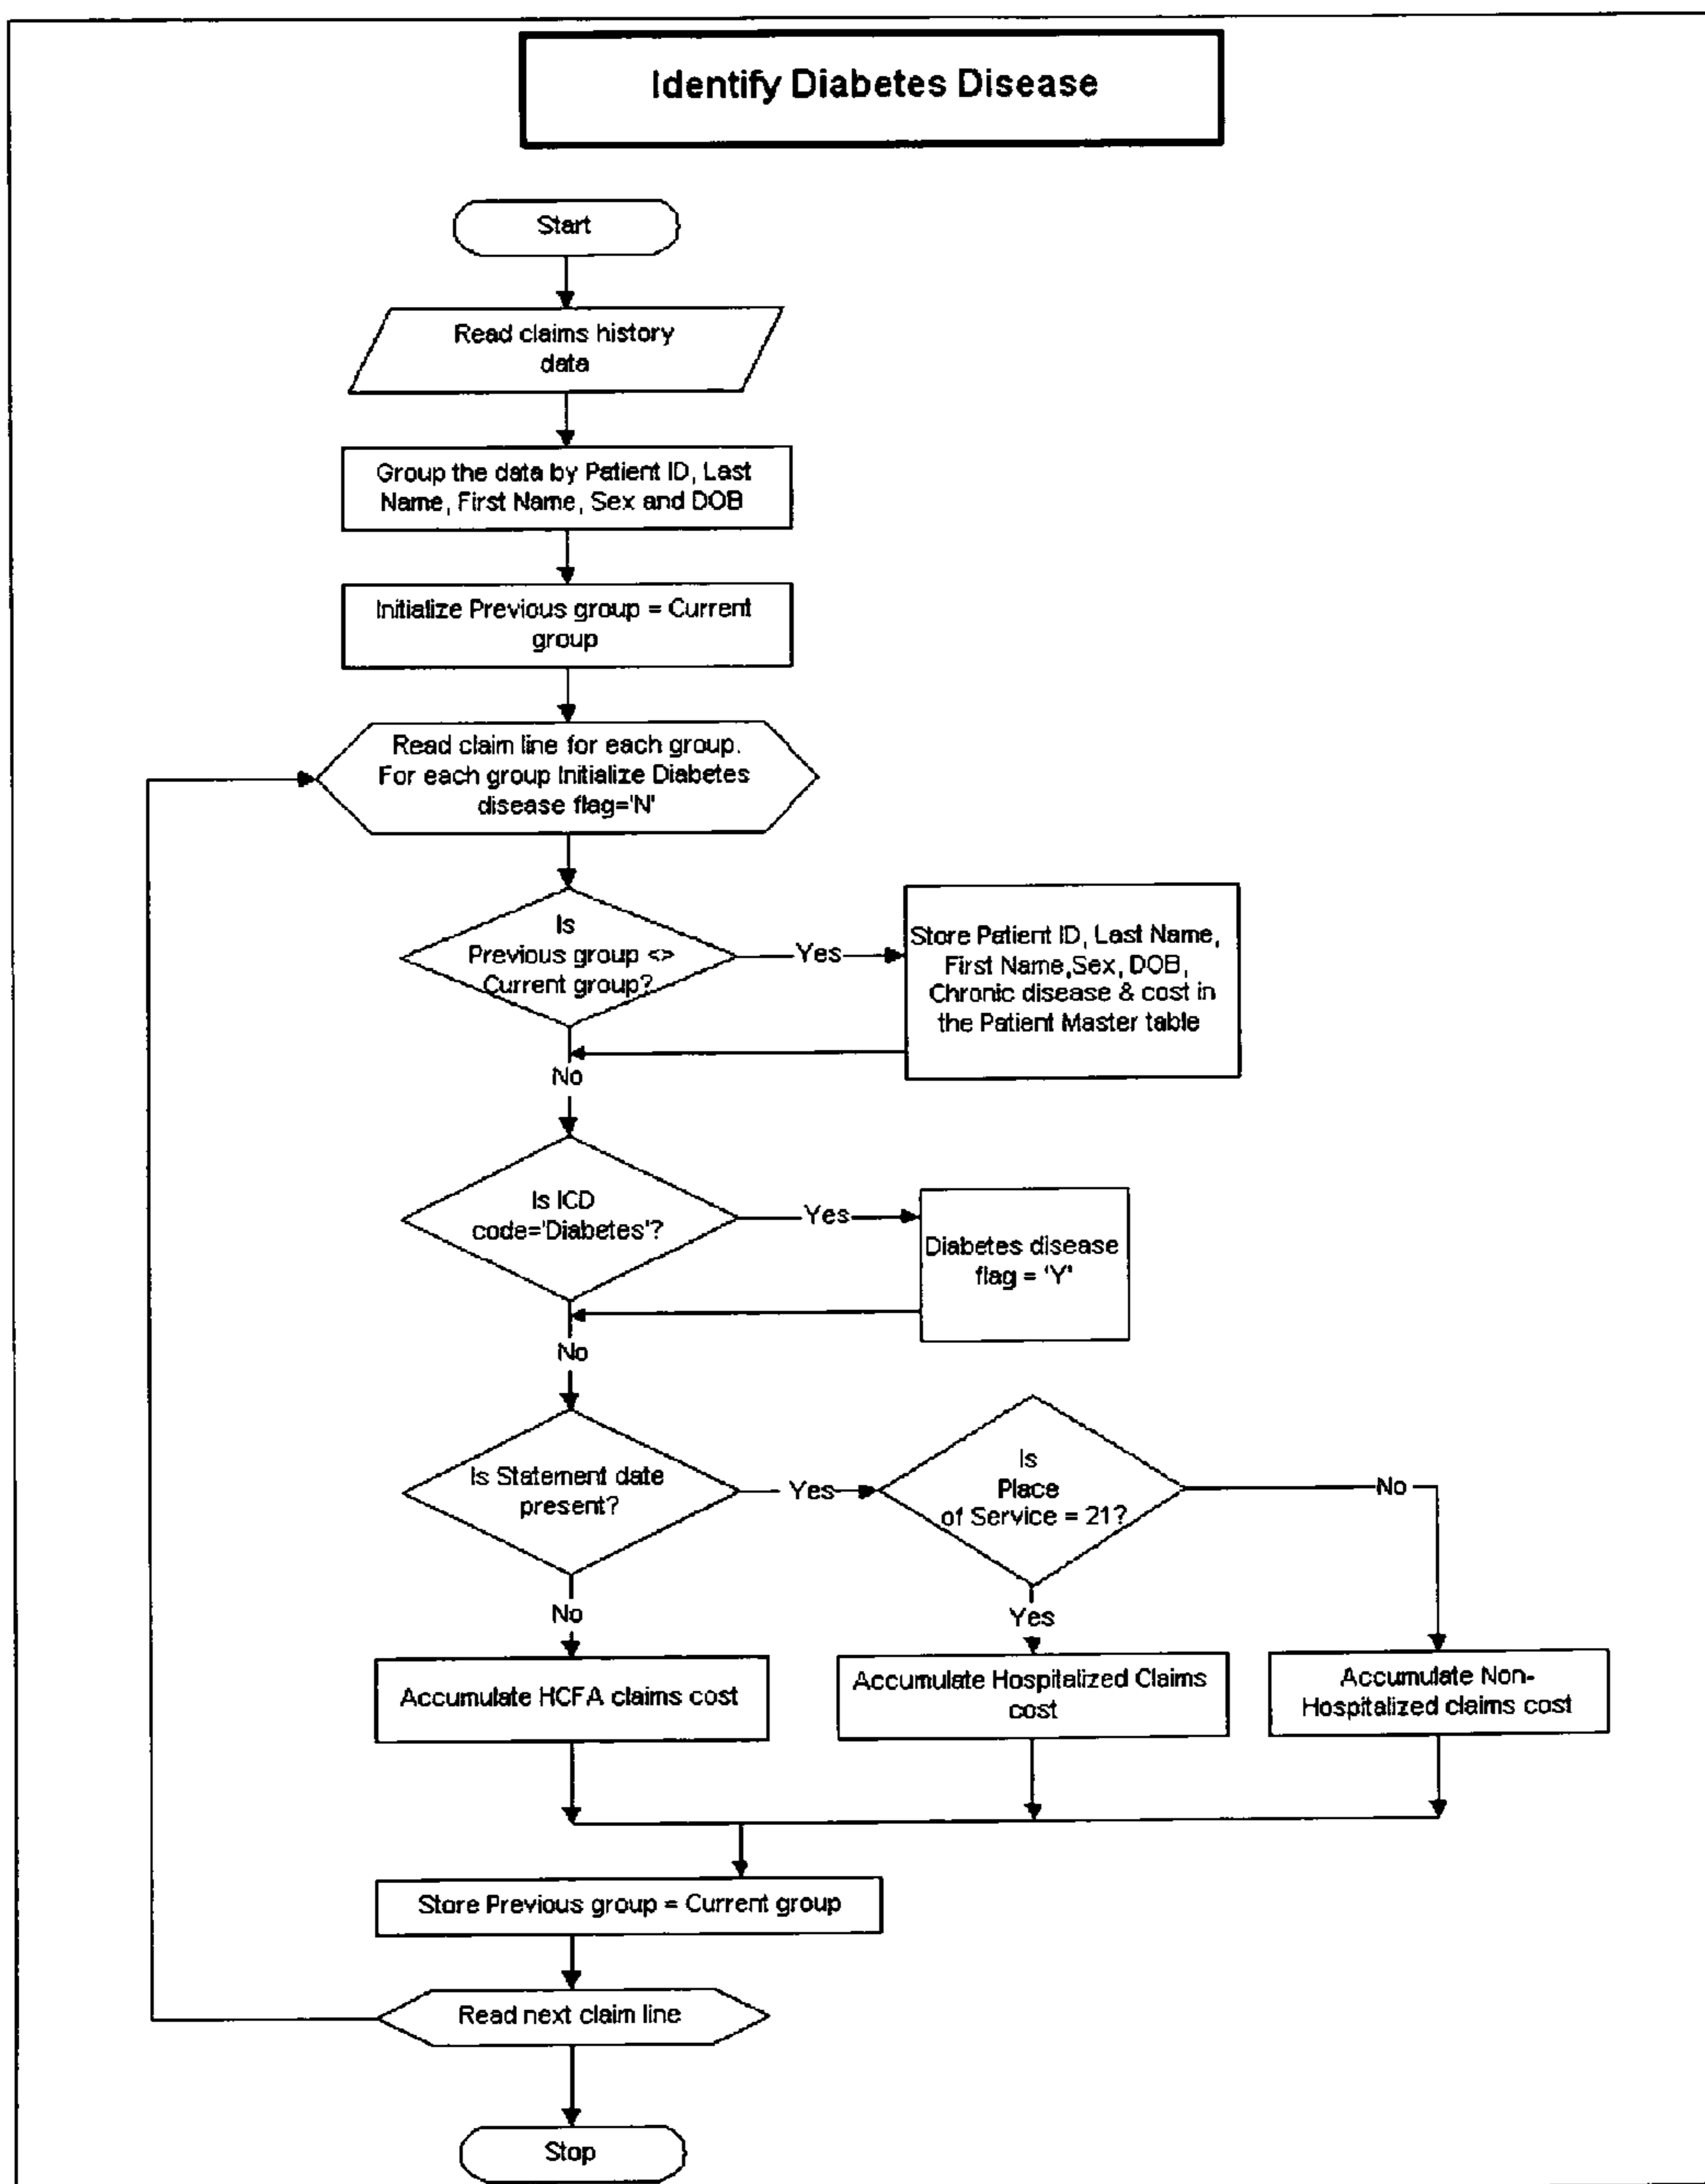 Identify Diabetes Disease
Start
Read claims history
data
Group the data by Patient ID, Last
Name, First Name, Sex and DOB
Initialize Previous group = Current
group
Read claim line for each group.
For each group Initialize Diabetes
disease flag='N'
Is
Previous group <>
Current group?
Yes
Store Patient ID, Last Name,
First Name,Sex, DOB,
Chronic disease & cost in
the Patient Master table
No
Is ICD
code='Diabetes'?
Yes
Diabetes disease
flag = 'Y'
No
Is Statement date
present?
Yes
Is
Place
of Service = 21?
No
No
Yes
Accumulate HCFA claims cost
Accumulate Hospitalized Claims
cost
Accumulate Non-
Hospitalized claims cost
Store Previous group = Current group
Read next claim line
Stop